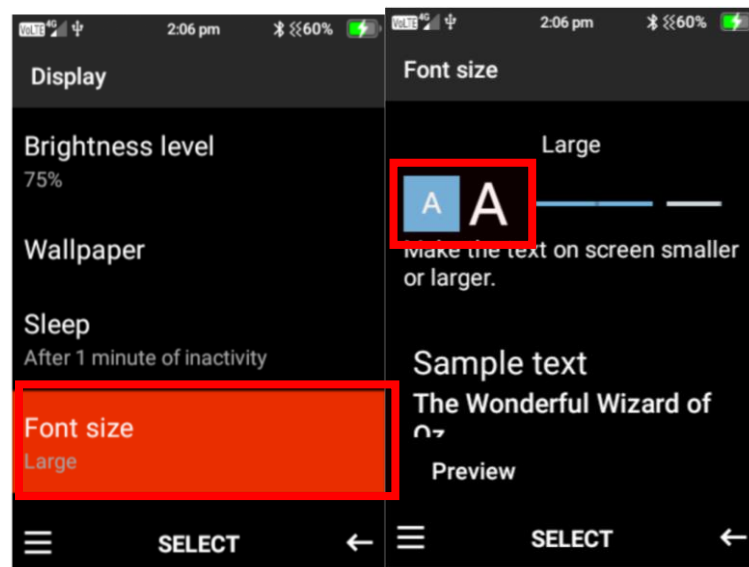 VoLTE 4G 2:06 pm 60%
Display
Brightness level
75%
Wallpaper
Sleep
After 1 minute of inactivity
Font size
Large
SELECT
VoLTE 4G 2:06 pm 60%
Font size
Large
A A
Make the text on screen smaller
or larger.
Sample text
The Wonderful Wizard of
Oz
Preview
SELECT